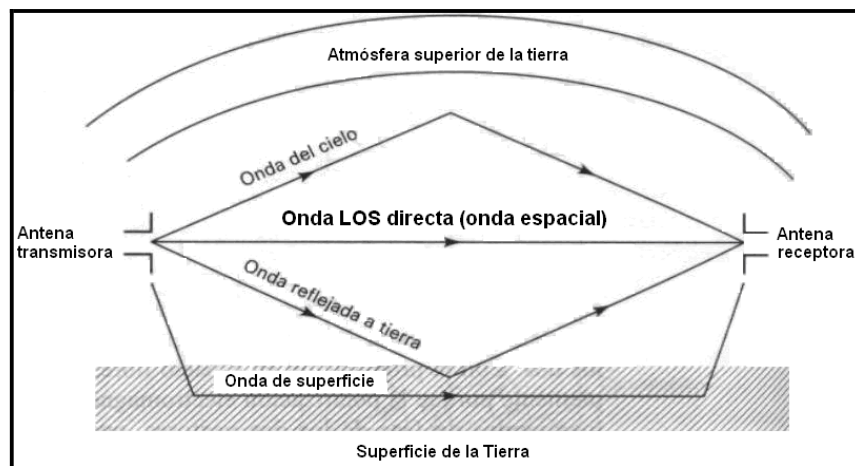 Atmósfera superior de la tierra
Onda del cielo
Onda LOS directa (onda espacial)
Antena
transmisora
Antena
receptora
Onda reflejada a tierra
Onda de superficie
Superficie de la Tierra